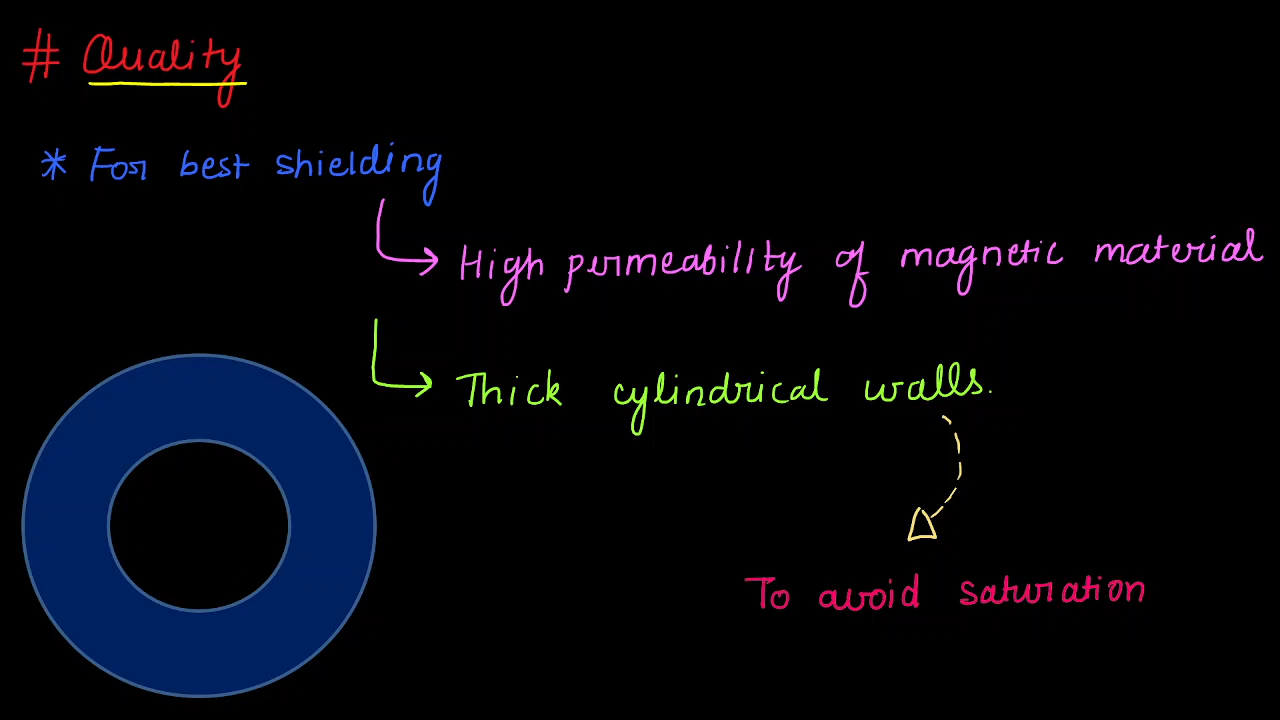 # Quality
* For best shielding
High permeability of magnetic material
Thick cylindrical walls.
To avoid saturation